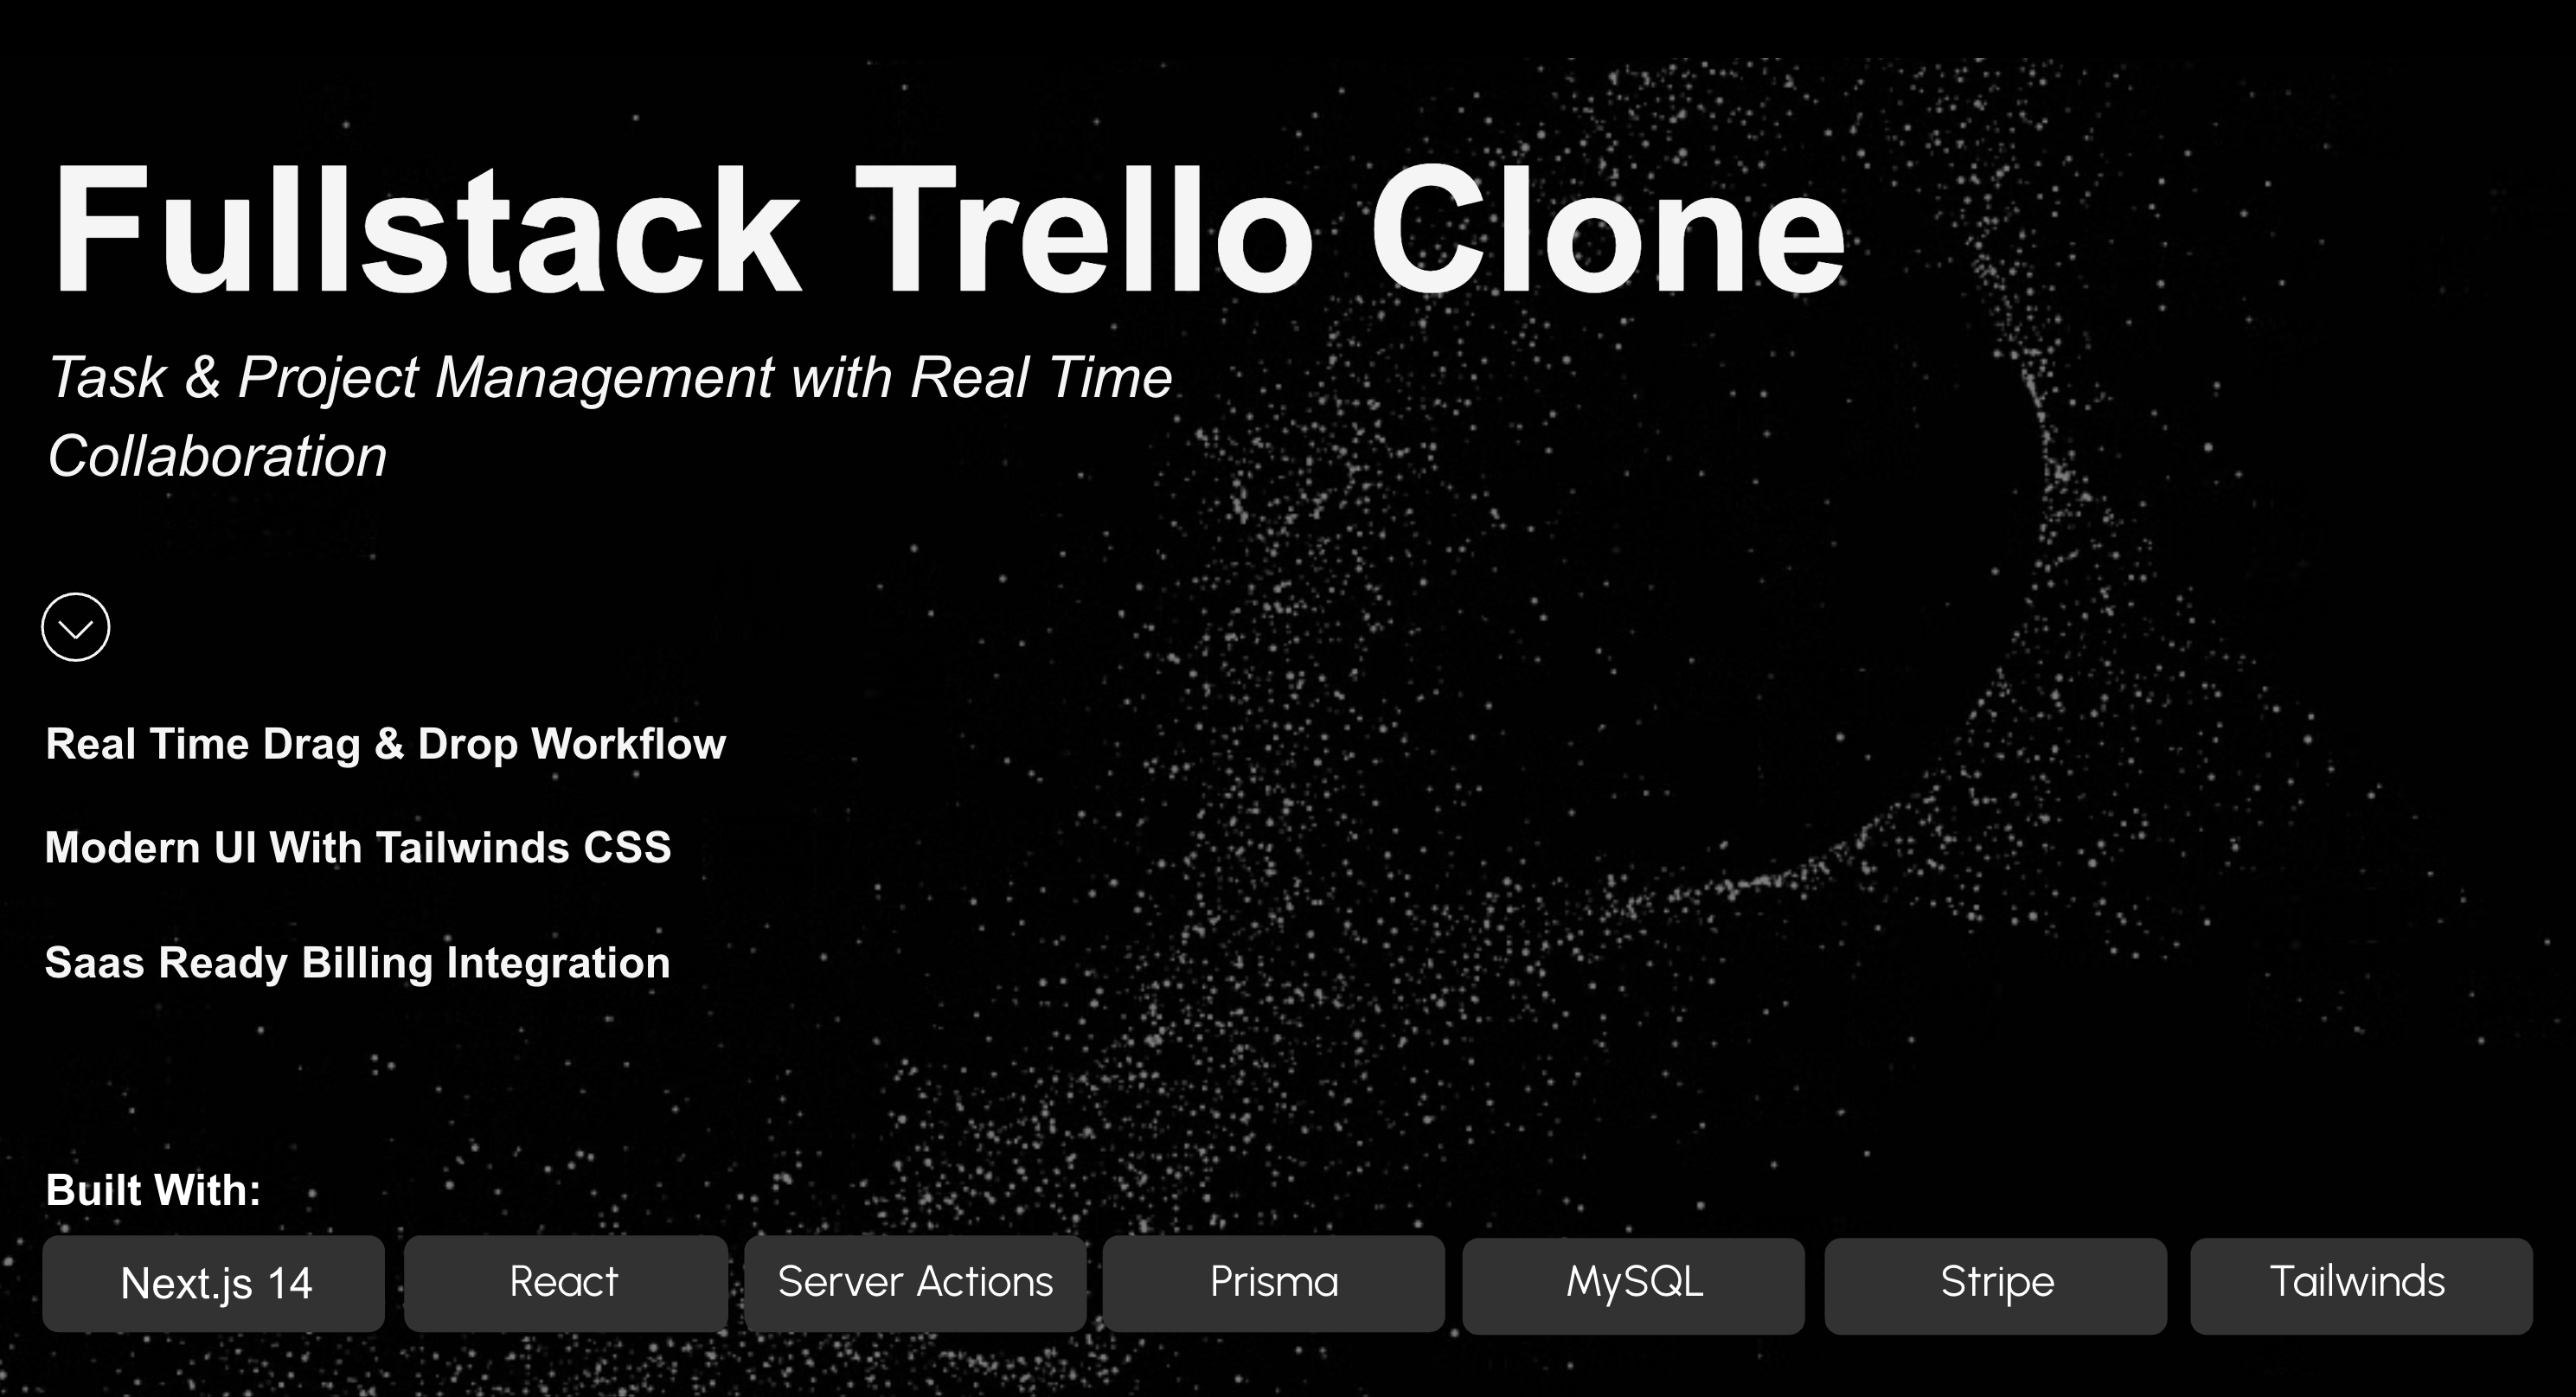 Fullstack Trello Clone
Task & Project Management with Real Time
Collaboration
Real Time Drag & Drop Workflow
Modern UI With Tailwinds CSS
Saas Ready Billing Integration
Built With:
Next.js 14
React
Server Actions
Prisma
MySQL
Stripe
Tailwinds